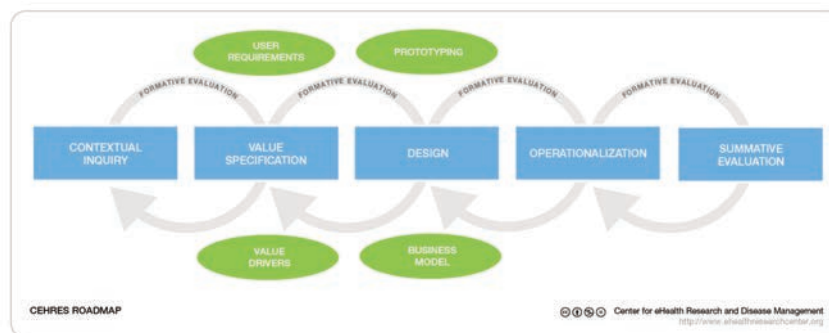 USER
REQUIREMENTS
PROTOTYPING
FORMATIVE EVALUATION
FORMATIVE EVALUATION
FORMATIVE EVALUATION
FORMATIVE EVALUATION
CONTEXTUAL
INQUIRY
VALUE
SPECIFICATION
DESIGN
OPERATIONALIZATION
SUMMATIVE
EVALUATION
VALUE
DRIVERS
BUSINESS
MODEL
CEHRES ROADMAP
Center for eHealth Research and Disease Management
http://www.ehealthresearchcenter.org